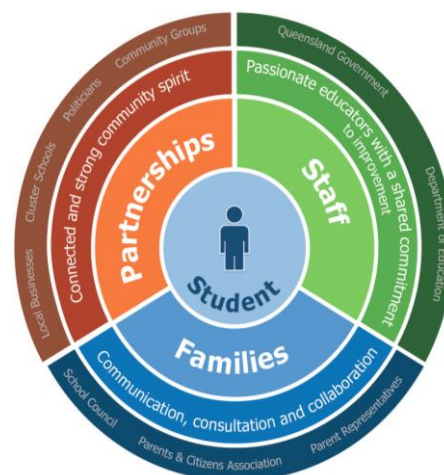 Community Groups
Politicians
Cluster Schools
Local Businesses
Connected and strong community spirit
Partnerships
Queensland Government
Department of Education
Passionate educators with a shared commitment
to improvement
Staff
Student
Families
Communication, consultation and collaboration
School Council
Parents & Citizens Association
Parent Representatives